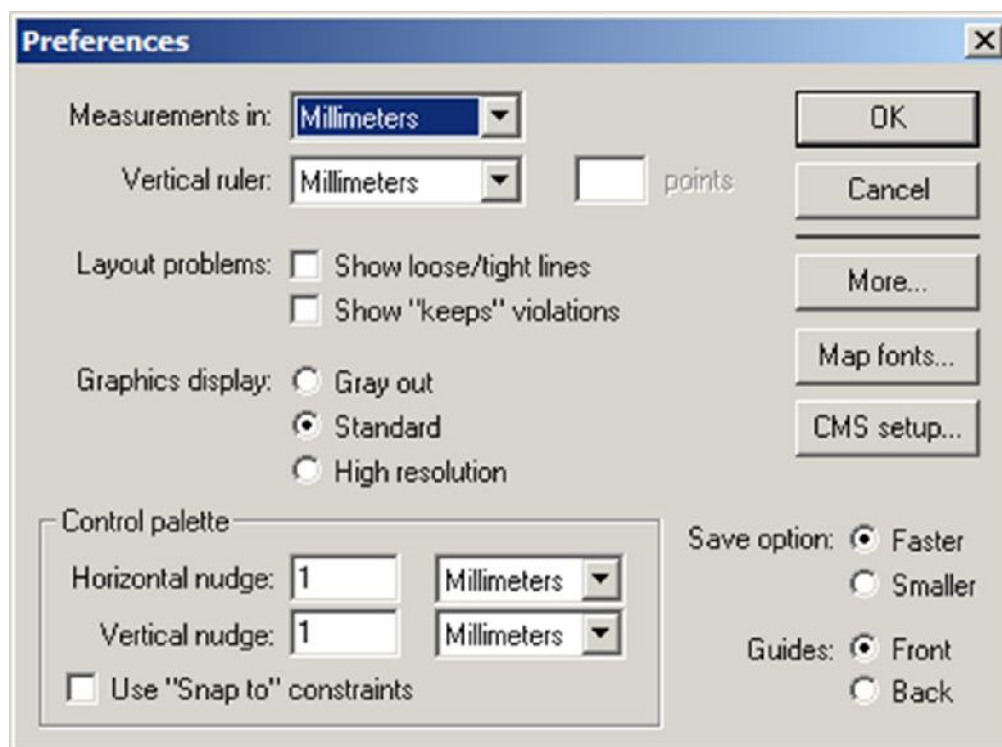 Preferences
Measurements in: Millimeters
OK
Vertical ruler: Millimeters points
Cancel
Layout problems: Show loose/tight lines
Show "keeps" violations
More...
Map fonts...
Graphics display: Gray out
Standard
High resolution
CMS setup...
Control palette
Horizontal nudge: 1 Millimeters
Vertical nudge: 1 Millimeters
Use "Snap to" constraints
Save option: Faster
Smaller
Guides: Front
Back